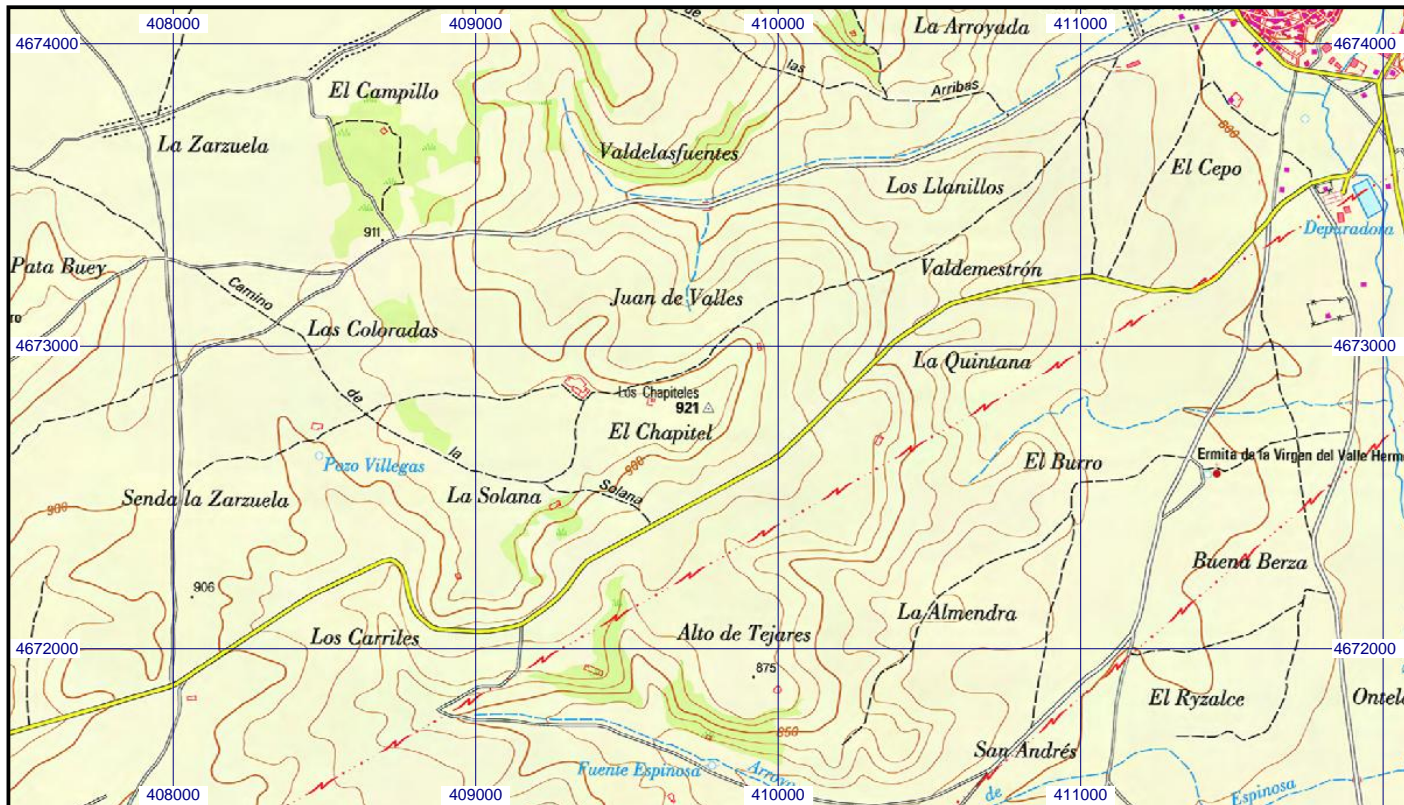 408000 409000 410000 411000
de
La Arroyada
4674000 4674000
las
El Campillo
Arribas
800
La Zarzuela
Valdelasfuentes
El Cepo
Los Llanillos
911
Depuradora
Pata Buey
Valdemestrón
Camino
Juan de Valles
ro
Las Coloradas
4673000 4673000
La Quintana
de
Los Chapiteles
921
El Chapitel
la
Ermita de la Virgen del Valle Herm
El Burro
Pozo Villegas
900
Solana
La Solana
Senda la Zarzuela
900
Buena Berza
906
La Almendra
Los Carriles
Alto de Tejares
4672000 4672000
875
El Ryzalce
Ontel
850
San Andrés
Fuente Espinosa
Arroyo
de
Espinosa
408000 409000 410000 411000